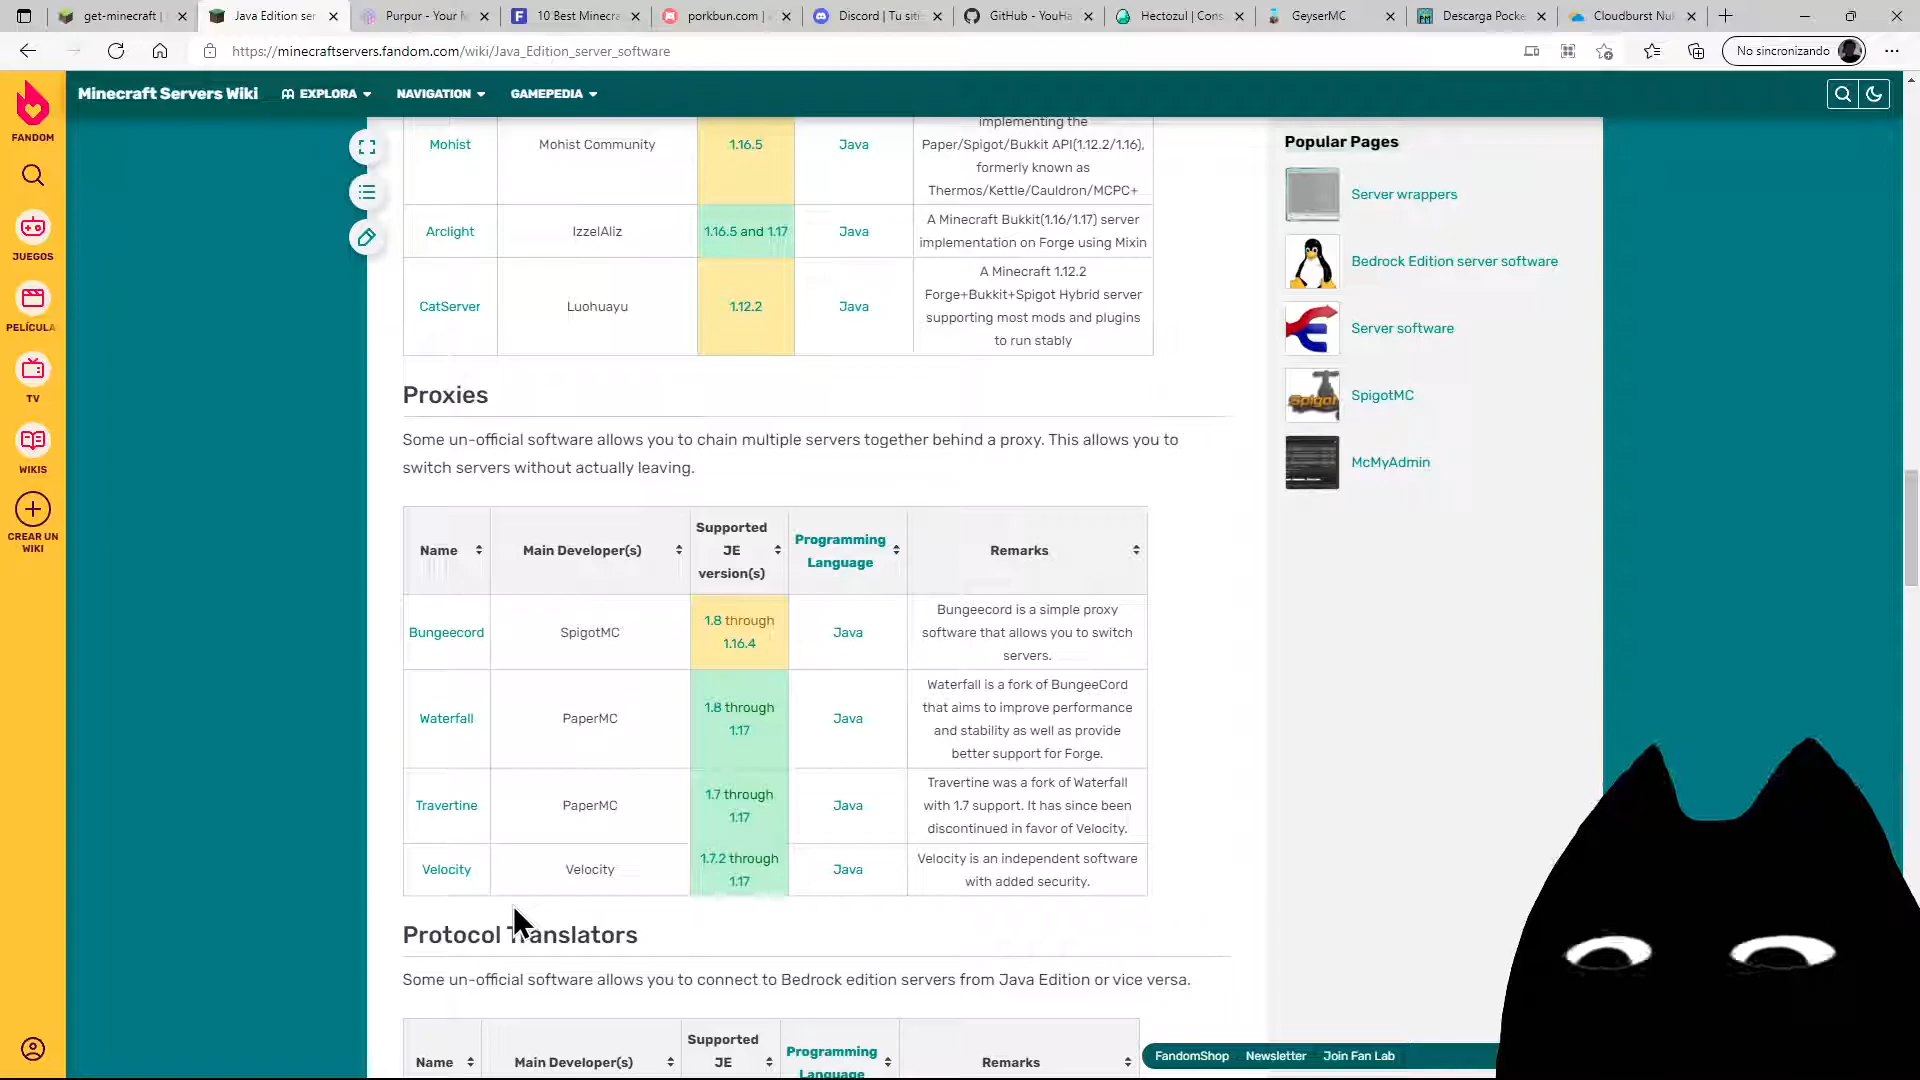 get-minecraft |
Java Edition ser
Purpur - Your M
10 Best Minecra
porkbun.com |
Discord | Tu siti
GitHub - YouHa
Hectozul | Cons
GeyserMC
Descarga Pocke
Cloudburst Nu
https://minecraftservers.fandom.com/wiki/Java_Edition_server_software
No sincronizando
Minecraft Servers Wiki
EXPLORA
NAVIGATION
GAMEPEDIA
FANDOM
JUEGOS
PELÍCULA
TV
WIKIS
CREAR UN
WIKI
Mohist
Mohist Community
1.16.5
Java
implementing the
Paper/Spigot/Bukkit API(1.12.2/1.16),
formerly known as
Thermos/Kettle/Cauldron/MCPC+
Arclight
IzzelAliz
1.16.5 and 1.17
Java
A Minecraft Bukkit(1.16/1.17) server
implementation on Forge using Mixin
CatServer
Luohuayu
1.12.2
Java
A Minecraft 1.12.2
Forge+Bukkit+Spigot Hybrid server
supporting most mods and plugins
to run stably
Proxies
Some un-official software allows you to chain multiple servers together behind a proxy. This allows you to
switch servers without actually leaving.
Name
Main Developer(s)
Supported
JE
version(s)
Programming
Language
Remarks
Bungeecord
SpigotMC
1.8 through
1.16.4
Java
Bungeecord is a simple proxy
software that allows you to switch
servers.
Waterfall
PaperMC
1.8 through
1.17
Java
Waterfall is a fork of BungeeCord
that aims to improve performance
and stability as well as provide
better support for Forge.
Travertine
PaperMC
1.7 through
1.17
Java
Travertine was a fork of Waterfall
with 1.7 support. It has since been
discontinued in favor of Velocity.
Velocity
Velocity
1.7.2 through
1.17
Java
Velocity is an independent software
with added security.
Protocol Translators
Some un-official software allows you to connect to Bedrock edition servers from Java Edition or vice versa.
Name
Main Developer(s)
Supported
JE
Programming
Language
Remarks
Popular Pages
Server wrappers
Bedrock Edition server software
Server software
Spigot
SpigotMC
McMyAdmin
FandomShop
Newsletter
Join Fan Lab